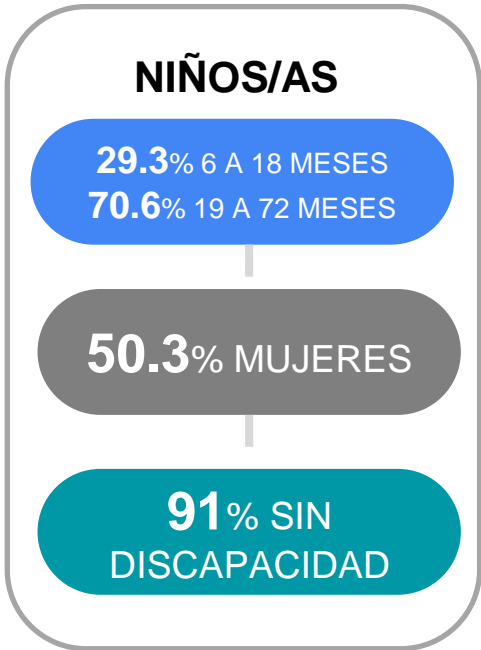 NIÑOS/AS
29.3% 6 A 18 MESES
70.6% 19 A 72 MESES
50.3% MUJERES
91% SIN
DISCAPACIDAD